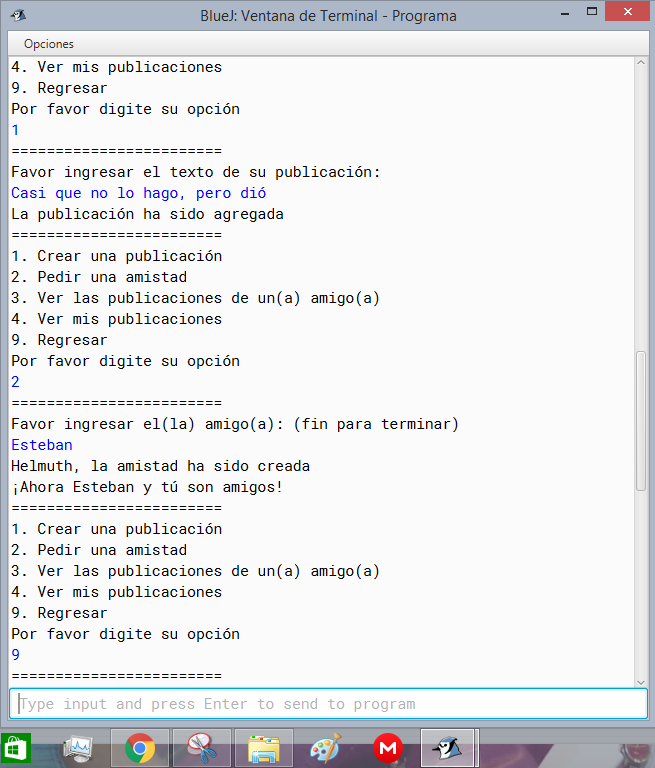 BlueJ: Ventana de Terminal - Programa
Opciones
4. Ver mis publicaciones
9. Regresar
Por favor digite su opción
1
========================
Favor ingresar el texto de su publicación:
Casi que no lo hago, pero dió
La publicación ha sido agregada
========================
1. Crear una publicación
2. Pedir una amistad
3. Ver las publicaciones de un(a) amigo(a)
4. Ver mis publicaciones
9. Regresar
Por favor digite su opción
2
========================
Favor ingresar el(la) amigo(a): (fin para terminar)
Esteban
Helmuth, la amistad ha sido creada
¡Ahora Esteban y tú son amigos!
========================
1. Crear una publicación
2. Pedir una amistad
3. Ver las publicaciones de un(a) amigo(a)
4. Ver mis publicaciones
9. Regresar
Por favor digite su opción
9
========================
Type input and press Enter to send to program
M